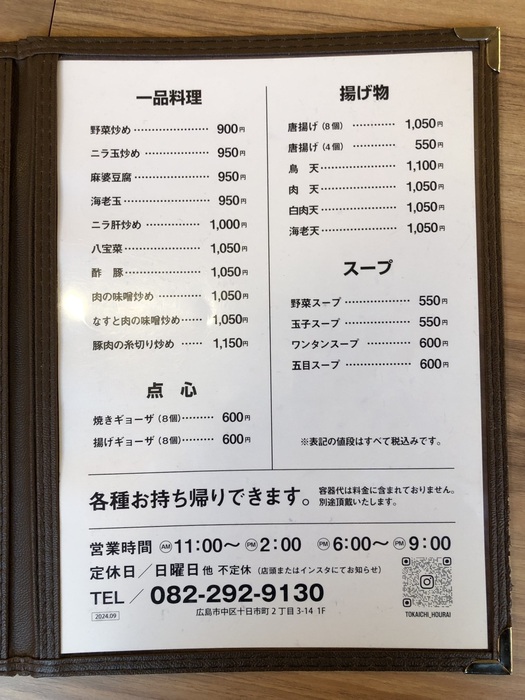 一品料理
野菜炒め 900円
ニラ玉炒め 950円
麻婆豆腐 950円
海老玉 950円
ニラ肝炒め 1,000円
八宝菜 1,050円
酢 豚 1,050円
肉の味噌炒め 1,050円
なすと肉の味噌炒め 1,050円
豚肉の糸切り炒め 1,150円
点 心
焼きギョーザ(8個) 600円
揚げギョーザ(8個) 600円
揚げ物
唐揚げ(8個) 1,050円
唐揚げ(4個) 550円
鳥 天 1,100円
肉 天 1,050円
白肉天 1,050円
海老天 1,050円
スープ
野菜スープ 550円
玉子スープ 550円
ワンタンスープ 600円
五目スープ 600円
※表記の値段はすべて税込みです。
各種お持ち帰りできます。
容器代は料金に含まれておりません。
別途頂戴いたします。
営業時間 AM 11:00〜 PM 2:00 PM 6:00〜 PM 9:00
定休日/日曜日他 不定休(店頭またはインスタにてお知らせ)
TEL/082-292-9130
2024.09
広島市中区十日市町2丁目3-14 1F
TOKAICHI_HOURAI